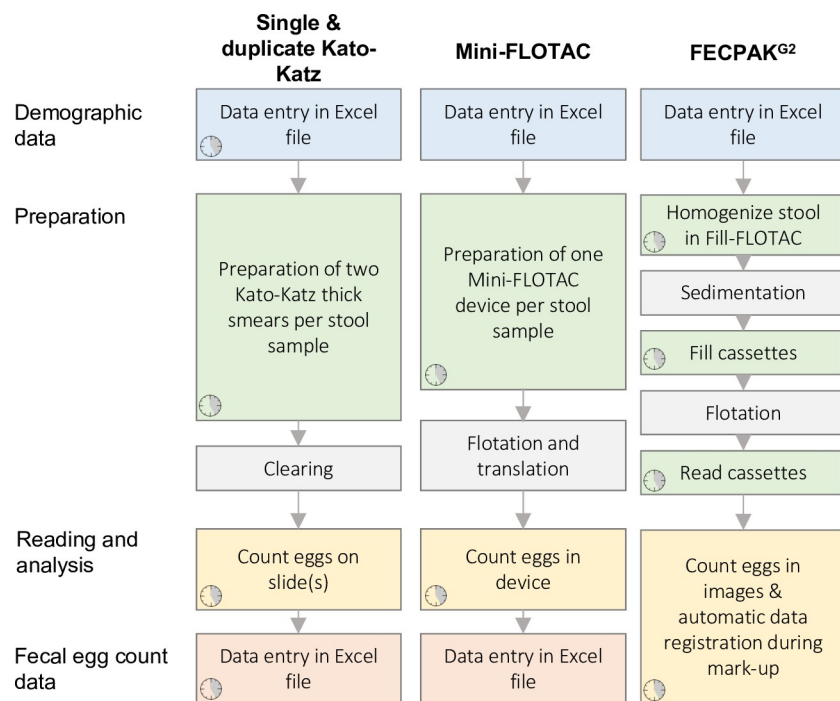 Single &
duplicate Kato-
Katz
Mini-FLOTAC
FECPAKG2
Demographic
data
Data entry in Excel
file
Data entry in Excel
file
Data entry in Excel
file
Preparation
Preparation of two
Kato-Katz thick
smears per stool
sample
Preparation of one
Mini-FLOTAC
device per stool
sample
Homogenize stool
in Fill-FLOTAC
Sedimentation
Fill cassettes
Flotation
Clearing
Flotation and
translation
Read cassettes
Reading and
analysis
Count eggs on
slide(s)
Count eggs in
device
Count eggs in
images &
automatic data
registration during
mark-up
Fecal egg count
data
Data entry in Excel
file
Data entry in Excel
file